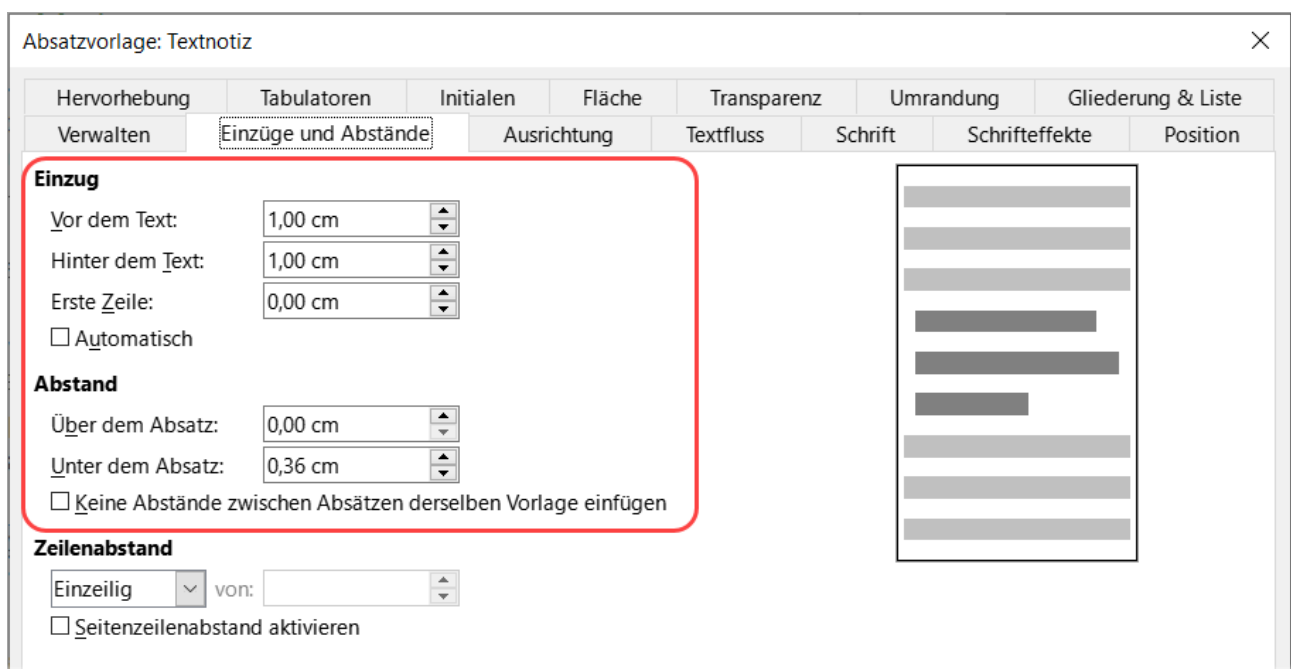 Absatzvorlage: Textnotiz
Hervorhebung Tabulatoren Initialen Fläche Transparenz Umrandung Gliederung & Liste
Verwalten Einzüge und Abstände Ausrichtung Textfluss Schrift Schrifteffekte Position
Einzug
Vor dem Text: 1,00 cm
Hinter dem Text: 1,00 cm
Erste Zeile: 0,00 cm
Automatisch
Abstand
Über dem Absatz: 0,00 cm
Unter dem Absatz: 0,36 cm
Keine Abstände zwischen Absätzen derselben Vorlage einfügen
Zeilenabstand
Einzeilig von:
Seitenzeilenabstand aktivieren